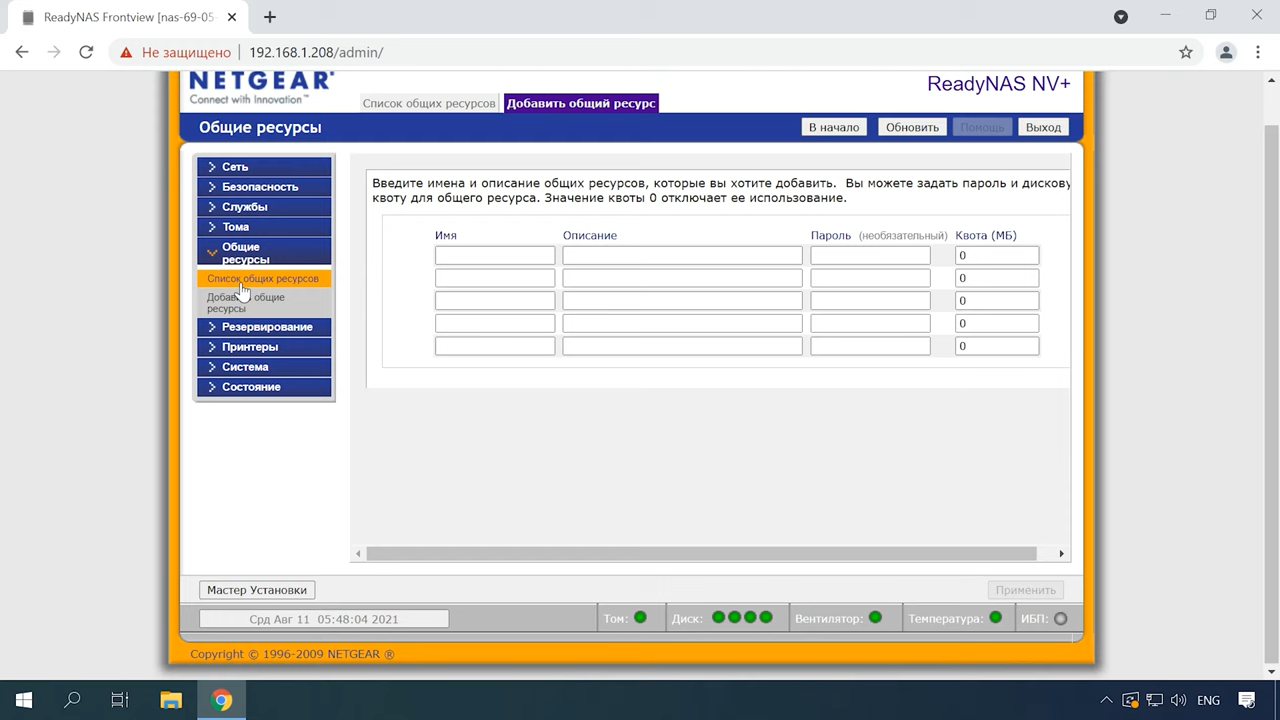 ReadyNAS Frontview [nas-69-05-
Не защищено
192.168.1.208/admin/
NETGEAR
Connect with Innovation™
ReadyNAS NV+
Список общих ресурсов
Добавить общий ресурс
Общие ресурсы
В начало
Обновить
Помощь
Выход
Сеть
Безопасность
Службы
Тома
Общие
ресурсы
Список общих ресурсов
Добавить общие
ресурсы
Резервирование
Принтеры
Система
Состояние
Введите имена и описание общих ресурсов, которые вы хотите добавить. Вы можете задать пароль и дискову
квоту для общего ресурса. Значение квоты 0 отключает ее использование.
Имя Описание Пароль (необязательный) Квота (МБ)
0
0
0
0
0
Мастер Установки
Применить
Срд Авг 11 05:48:04 2021
Том: Диск: Вентилятор: Температура: ИБП:
Copyright © 1996-2009 NETGEAR ®
ENG